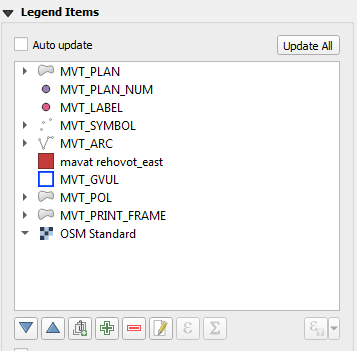 Legend Items
Auto update
Update All
MVT_PLAN
MVT_PLAN_NUM
MVT_LABEL
MVT_SYMBOL
MVT_ARC
mavat rehovot_east
MVT_GVUL
MVT_POL
MVT_PRINT_FRAME
OSM Standard
ε
Σ
ε